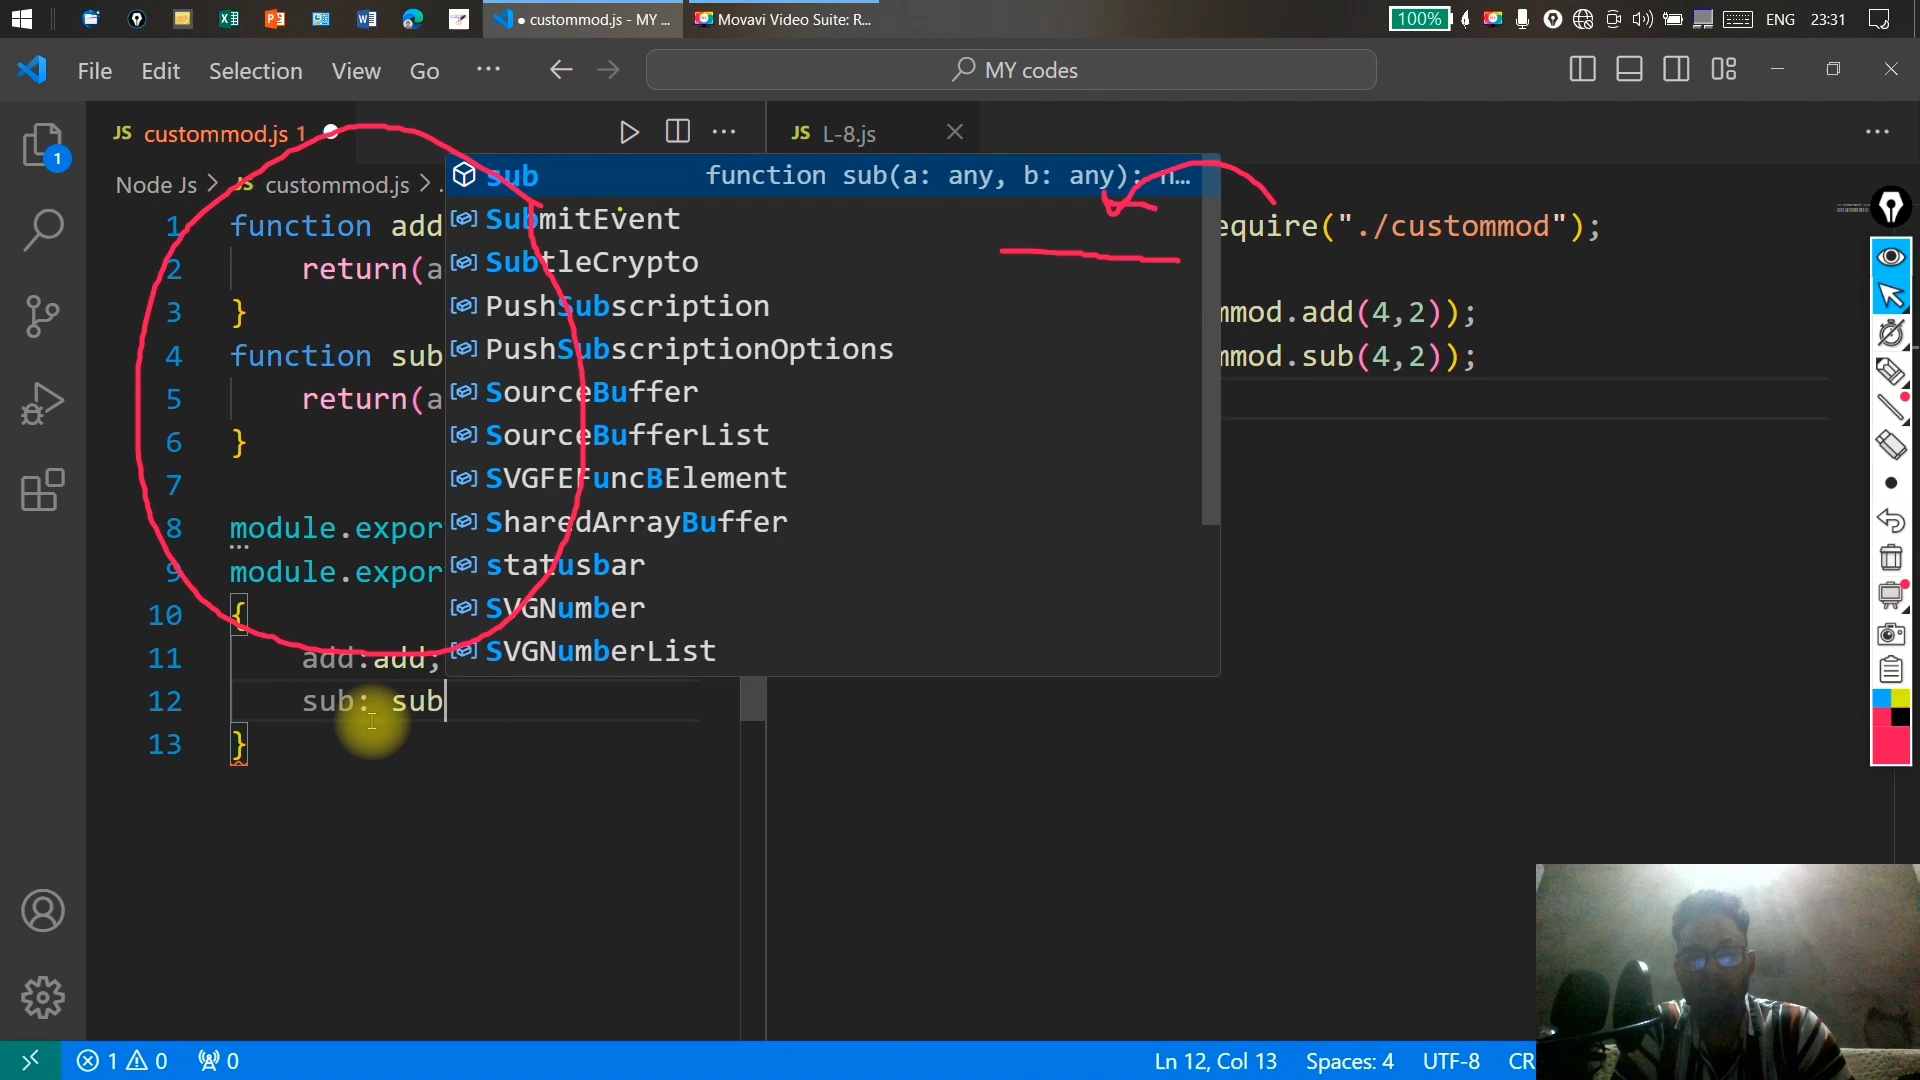 custommod.js - MY ...
Movavi Video Suite: R...
100%
ENG
23:31
File Edit Selection View Go ...
MY codes
JS custommod.js 1
JS L-8.js
Node Js > JS custommod.js > .
1 function add
2 return(a
3 }
4 function sub
5 return(a
6 }
7
8 module.expor
9 module.expor
10 {
11 add:add;
12 sub: sub
13 }
sub function sub(a: any, b: any): n...
SubmitEvent
SubtleCrypto
PushSubscription
PushSubscriptionOptions
SourceBuffer
SourceBufferList
SVGFEFuncBElement
SharedArrayBuffer
statusbar
SVGNumber
SVGNumberList
equire("./custommod");
mmod.add(4,2));
mmod.sub(4,2));
1
1 0 0
Ln 12, Col 13 Spaces: 4 UTF-8 CR